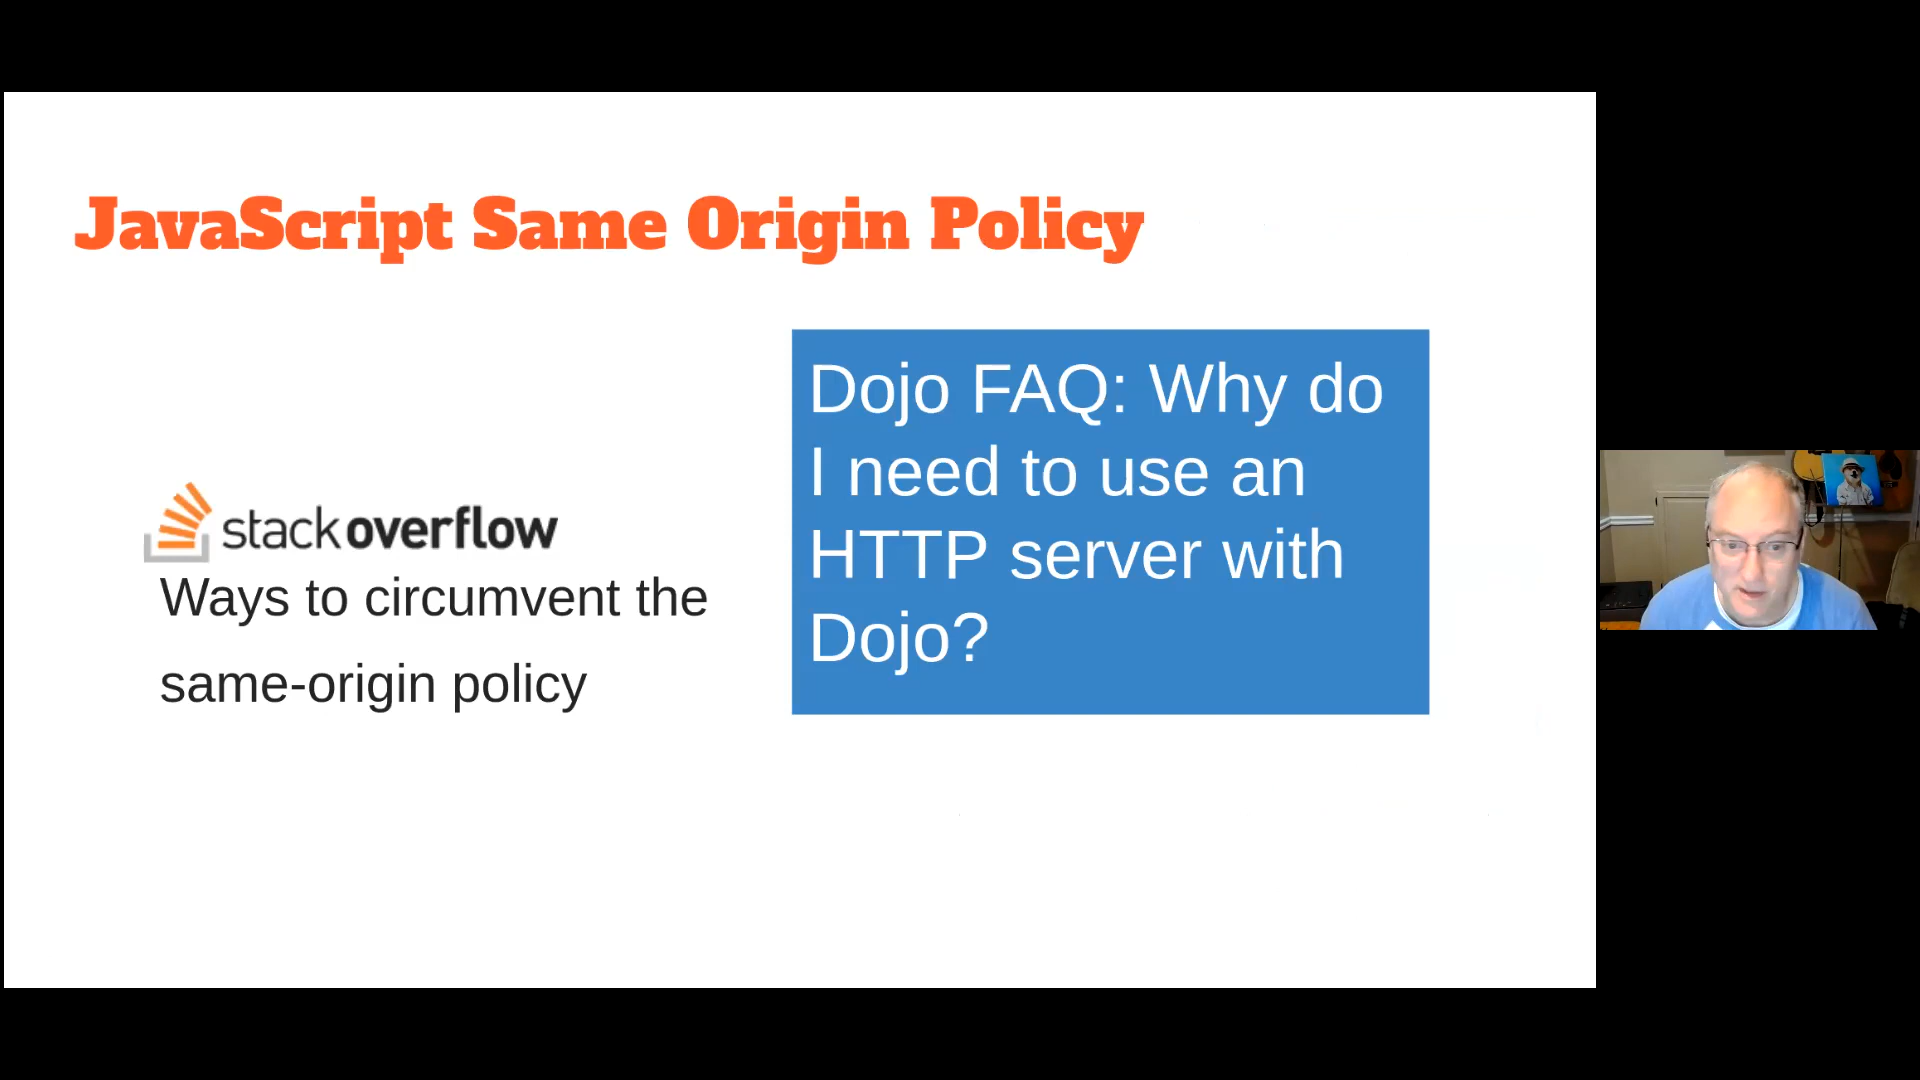 JavaScript Same Origin Policy
stackoverflow
Ways to circumvent the
same-origin policy
Dojo FAQ: Why do
I need to use an
HTTP server with
Dojo?